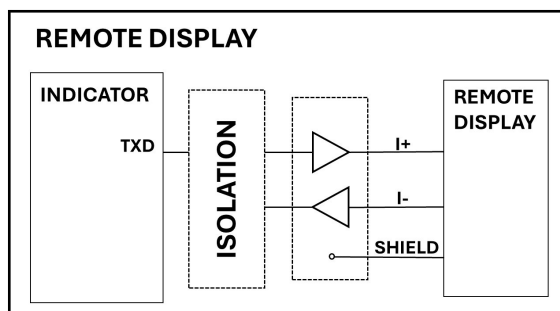 REMOTE DISPLAY
INDICATOR
TXD
ISOLATION
I+
I-
SHIELD
REMOTE
DISPLAY